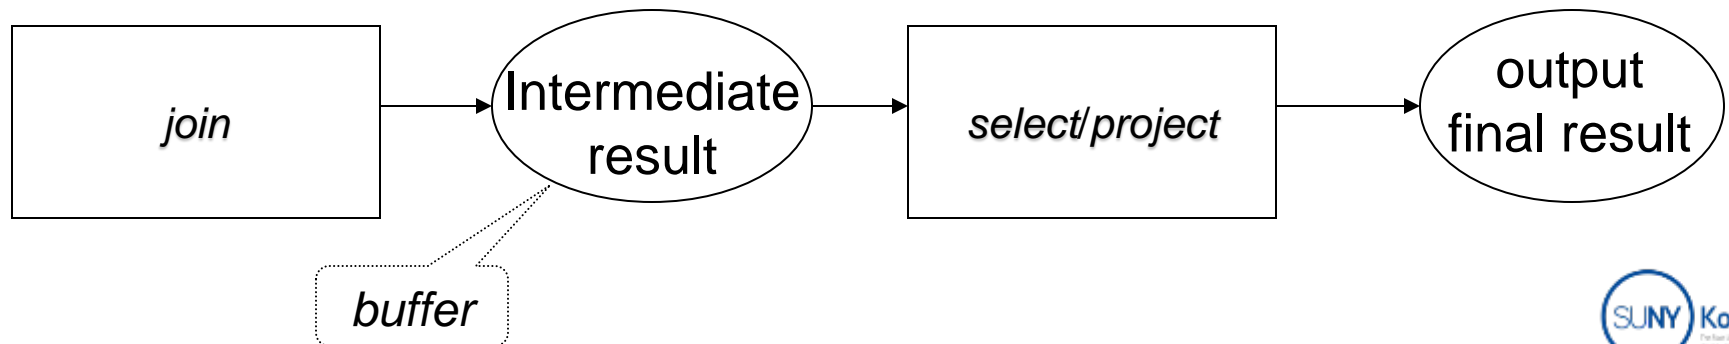 join
Intermediate
result
select/project
output
final result
buffer
SUNY